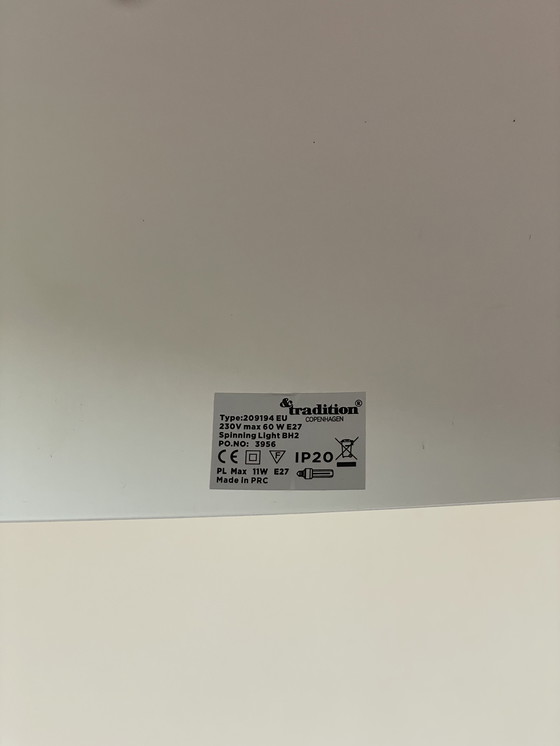 &tradition®
COPENHAGEN
Type:209194 EU
230V max 60 W E27
Spinning Light BH2
PO.NO: 3956
CE F IP20
PL Max 11W E27
Made in PRC